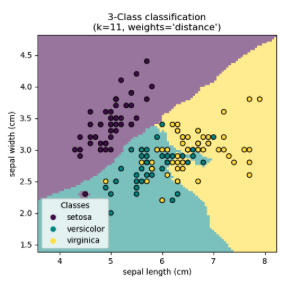 3-Class classification
(k=11, weights='distance')
4.5
4.0
3.5
3.0
2.5
2.0
1.5
sepal width (cm)
Classes
setosa
versicolor
virginica
4
5
6
7
8
sepal length (cm)